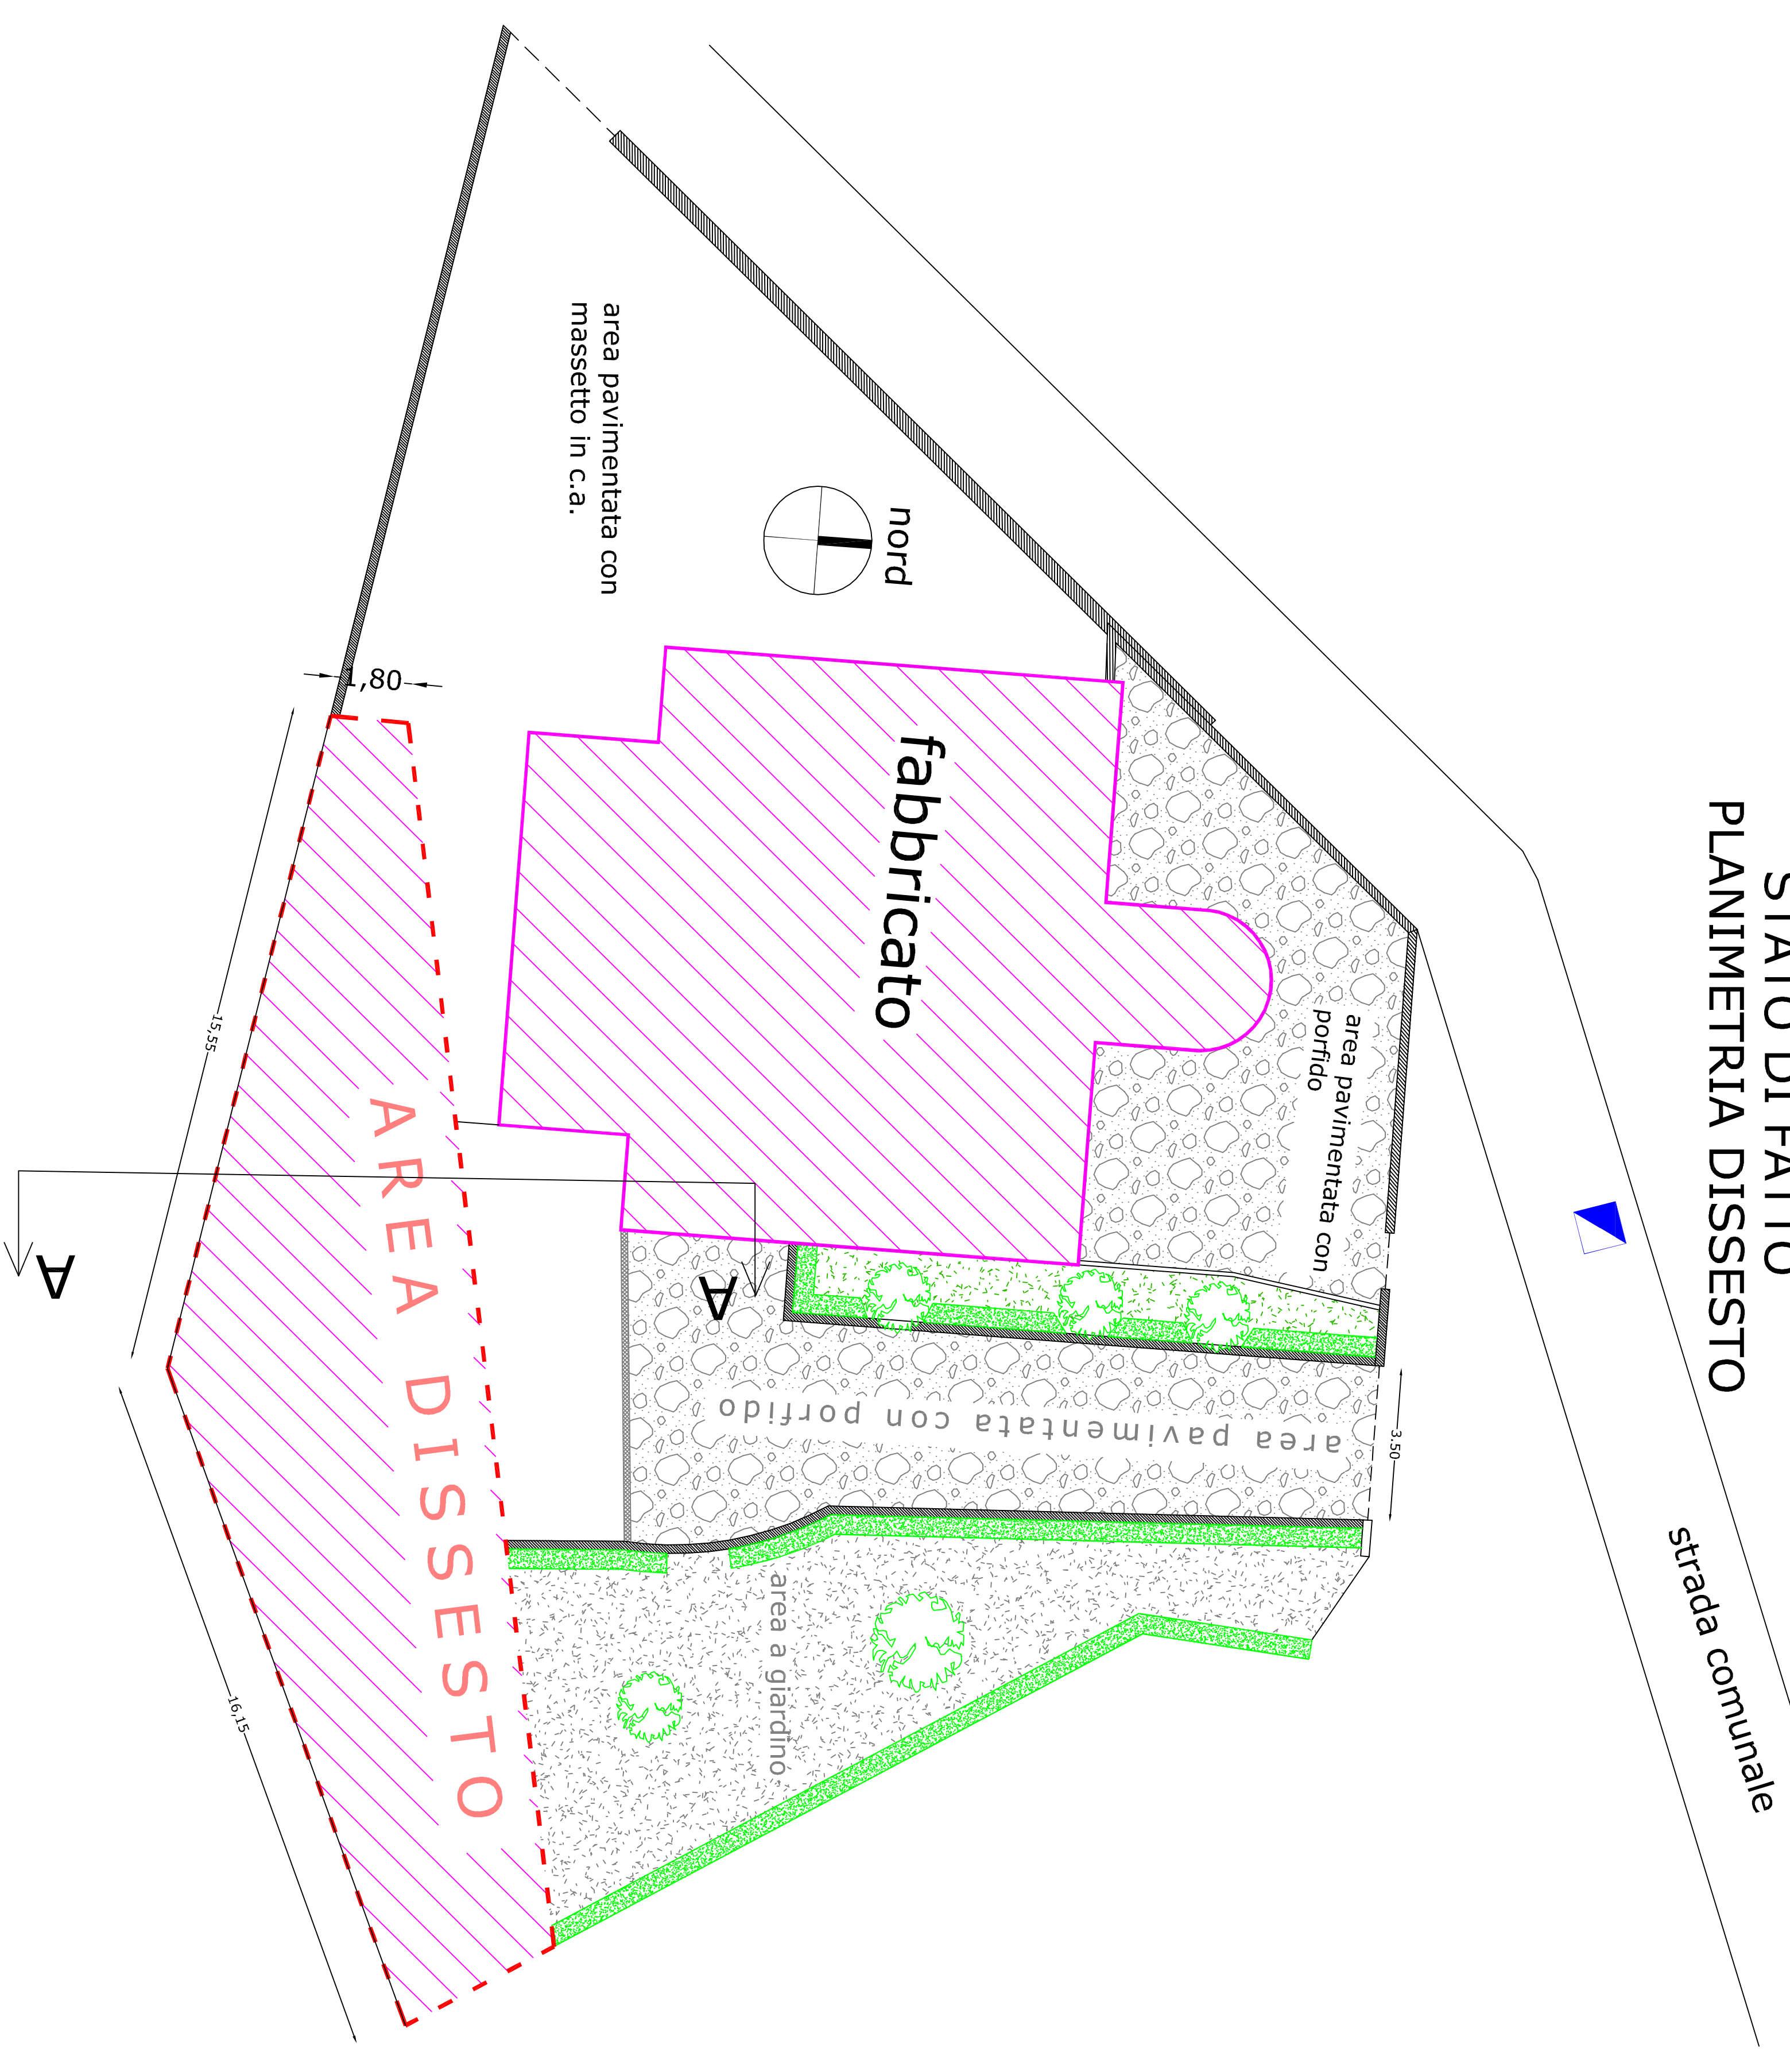 STATO DI FATTO
PLANIMETRIA DISSESTO
strada comunale
nord
area pavimentata con
massetto in c.a.
fabbricato
area pavimentata con
porfido
1,80
15,55
16,15
3.50
A
A
AREA DISSESTO
area pavimentata con porfido
area a giardino